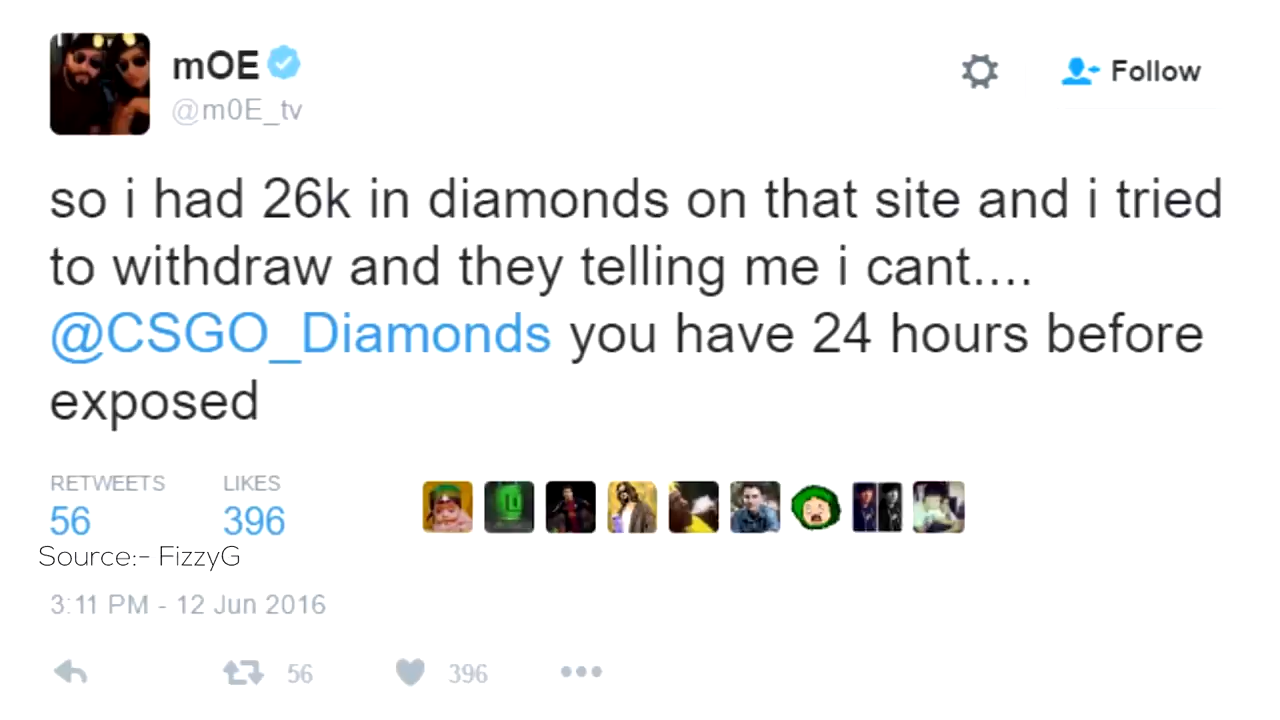 mOE
@m0E_tv
Follow
so i had 26k in diamonds on that site and i tried
to withdraw and they telling me i cant....
@CSGO_Diamonds you have 24 hours before
exposed
RETWEETS LIKES
56 396
Source:- FizzyG
3:11 PM - 12 Jun 2016
56 396